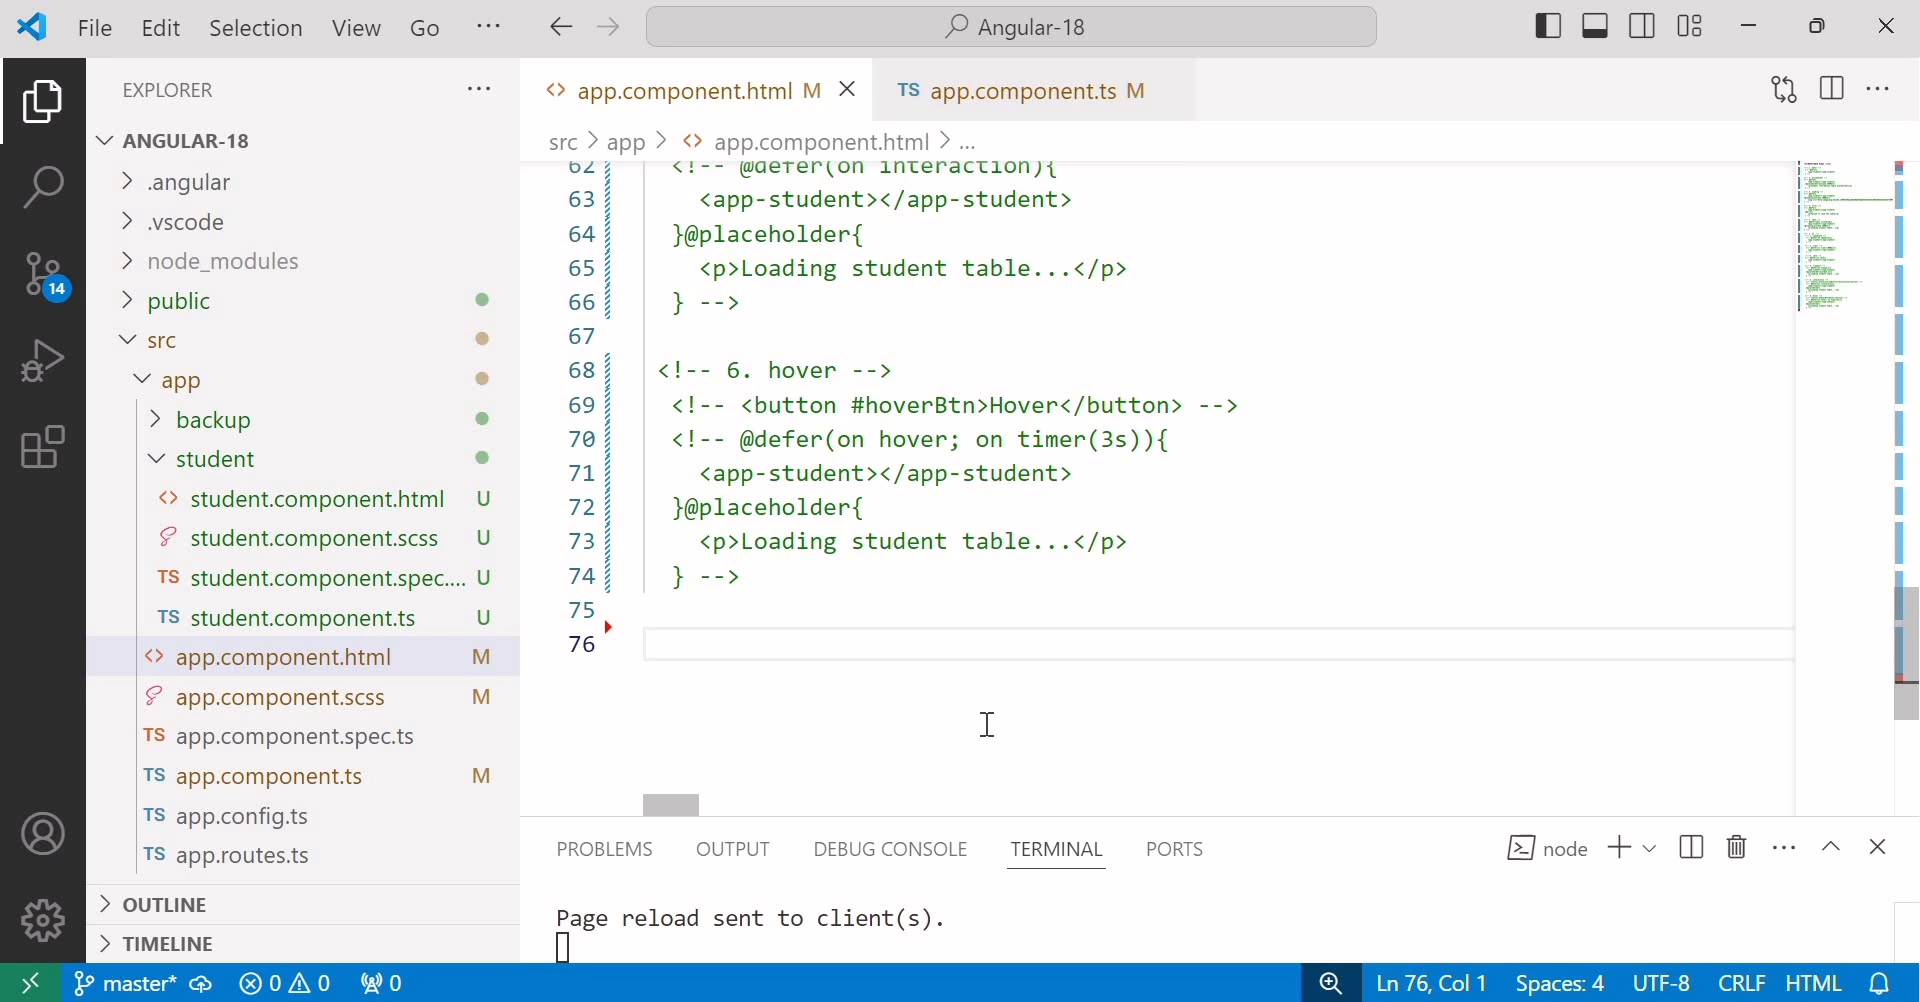 File Edit Selection View Go ··· Angular-18
EXPLORER ···
ANGULAR-18
.angular
.vscode
node_modules
public
src
app
backup
student
<> student.component.html U
student.component.scss U
TS student.component.spec.... U
TS student.component.ts U
<> app.component.html M
app.component.scss M
TS app.component.spec.ts
TS app.component.ts M
TS app.config.ts
TS app.routes.ts
OUTLINE
TIMELINE
14
<> app.component.html M TS app.component.ts M
src > app > <> app.component.html > ...
62 <!-- @defer(on interaction){
63 <app-student></app-student>
64 }@placeholder{
65 <p>Loading student table...</p>
66 } -->
67
68 <!-- 6. hover -->
69 <!-- <button #hoverBtn>Hover</button> -->
70 <!-- @defer(on hover; on timer(3s)){
71 <app-student></app-student>
72 }@placeholder{
73 <p>Loading student table...</p>
74 } -->
75
76
PROBLEMS OUTPUT DEBUG CONSOLE TERMINAL PORTS node
Page reload sent to client(s).
master* 0 0 0 Ln 76, Col 1 Spaces: 4 UTF-8 CRLF HTML